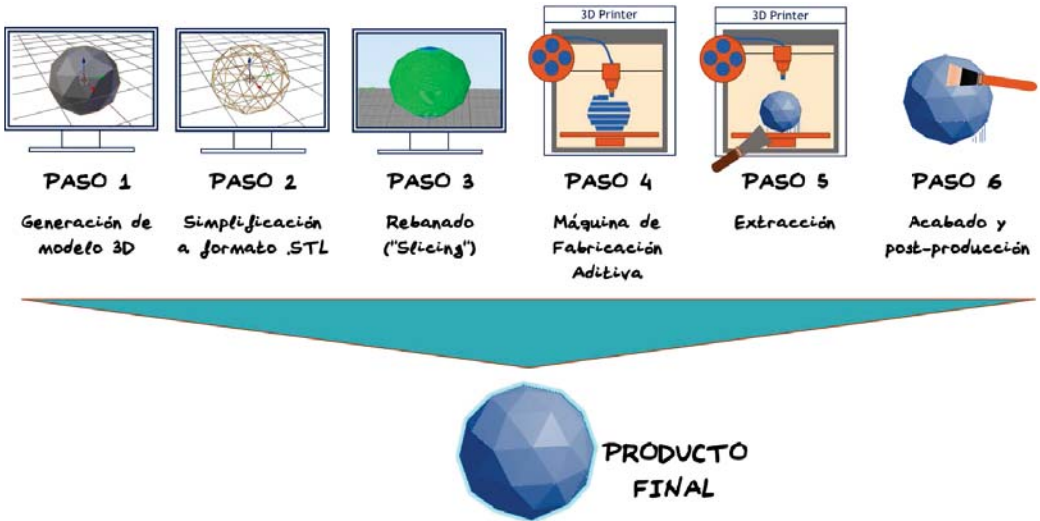 3D Printer
3D Printer
PASO 1
Generación de
modelo 3D
PASO 2
Simplificación
a formato .STL
PASO 3
Rebanado
("Slicing")
PASO 4
Máquina de
Fabricación
Aditiva
PASO 5
Extracción
PASO 6
Acabado y
post-producción
PRODUCTO
FINAL